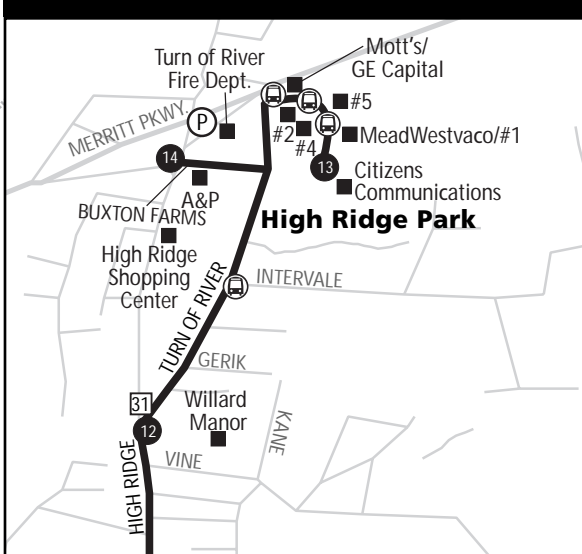 Mott's/
GE Capital
Turn of River
Fire Dept.
#5
MERRITT PKWY.
P
#2
#4
MeadWestvaco/#1
14
13
Citizens
Communications
A&P
BUXTON FARMS
High Ridge Park
High Ridge
Shopping
Center
INTERVALE
TURN OF RIVER
GERIK
31
12
Willard
Manor
KANE
VINE
HIGH RIDGE